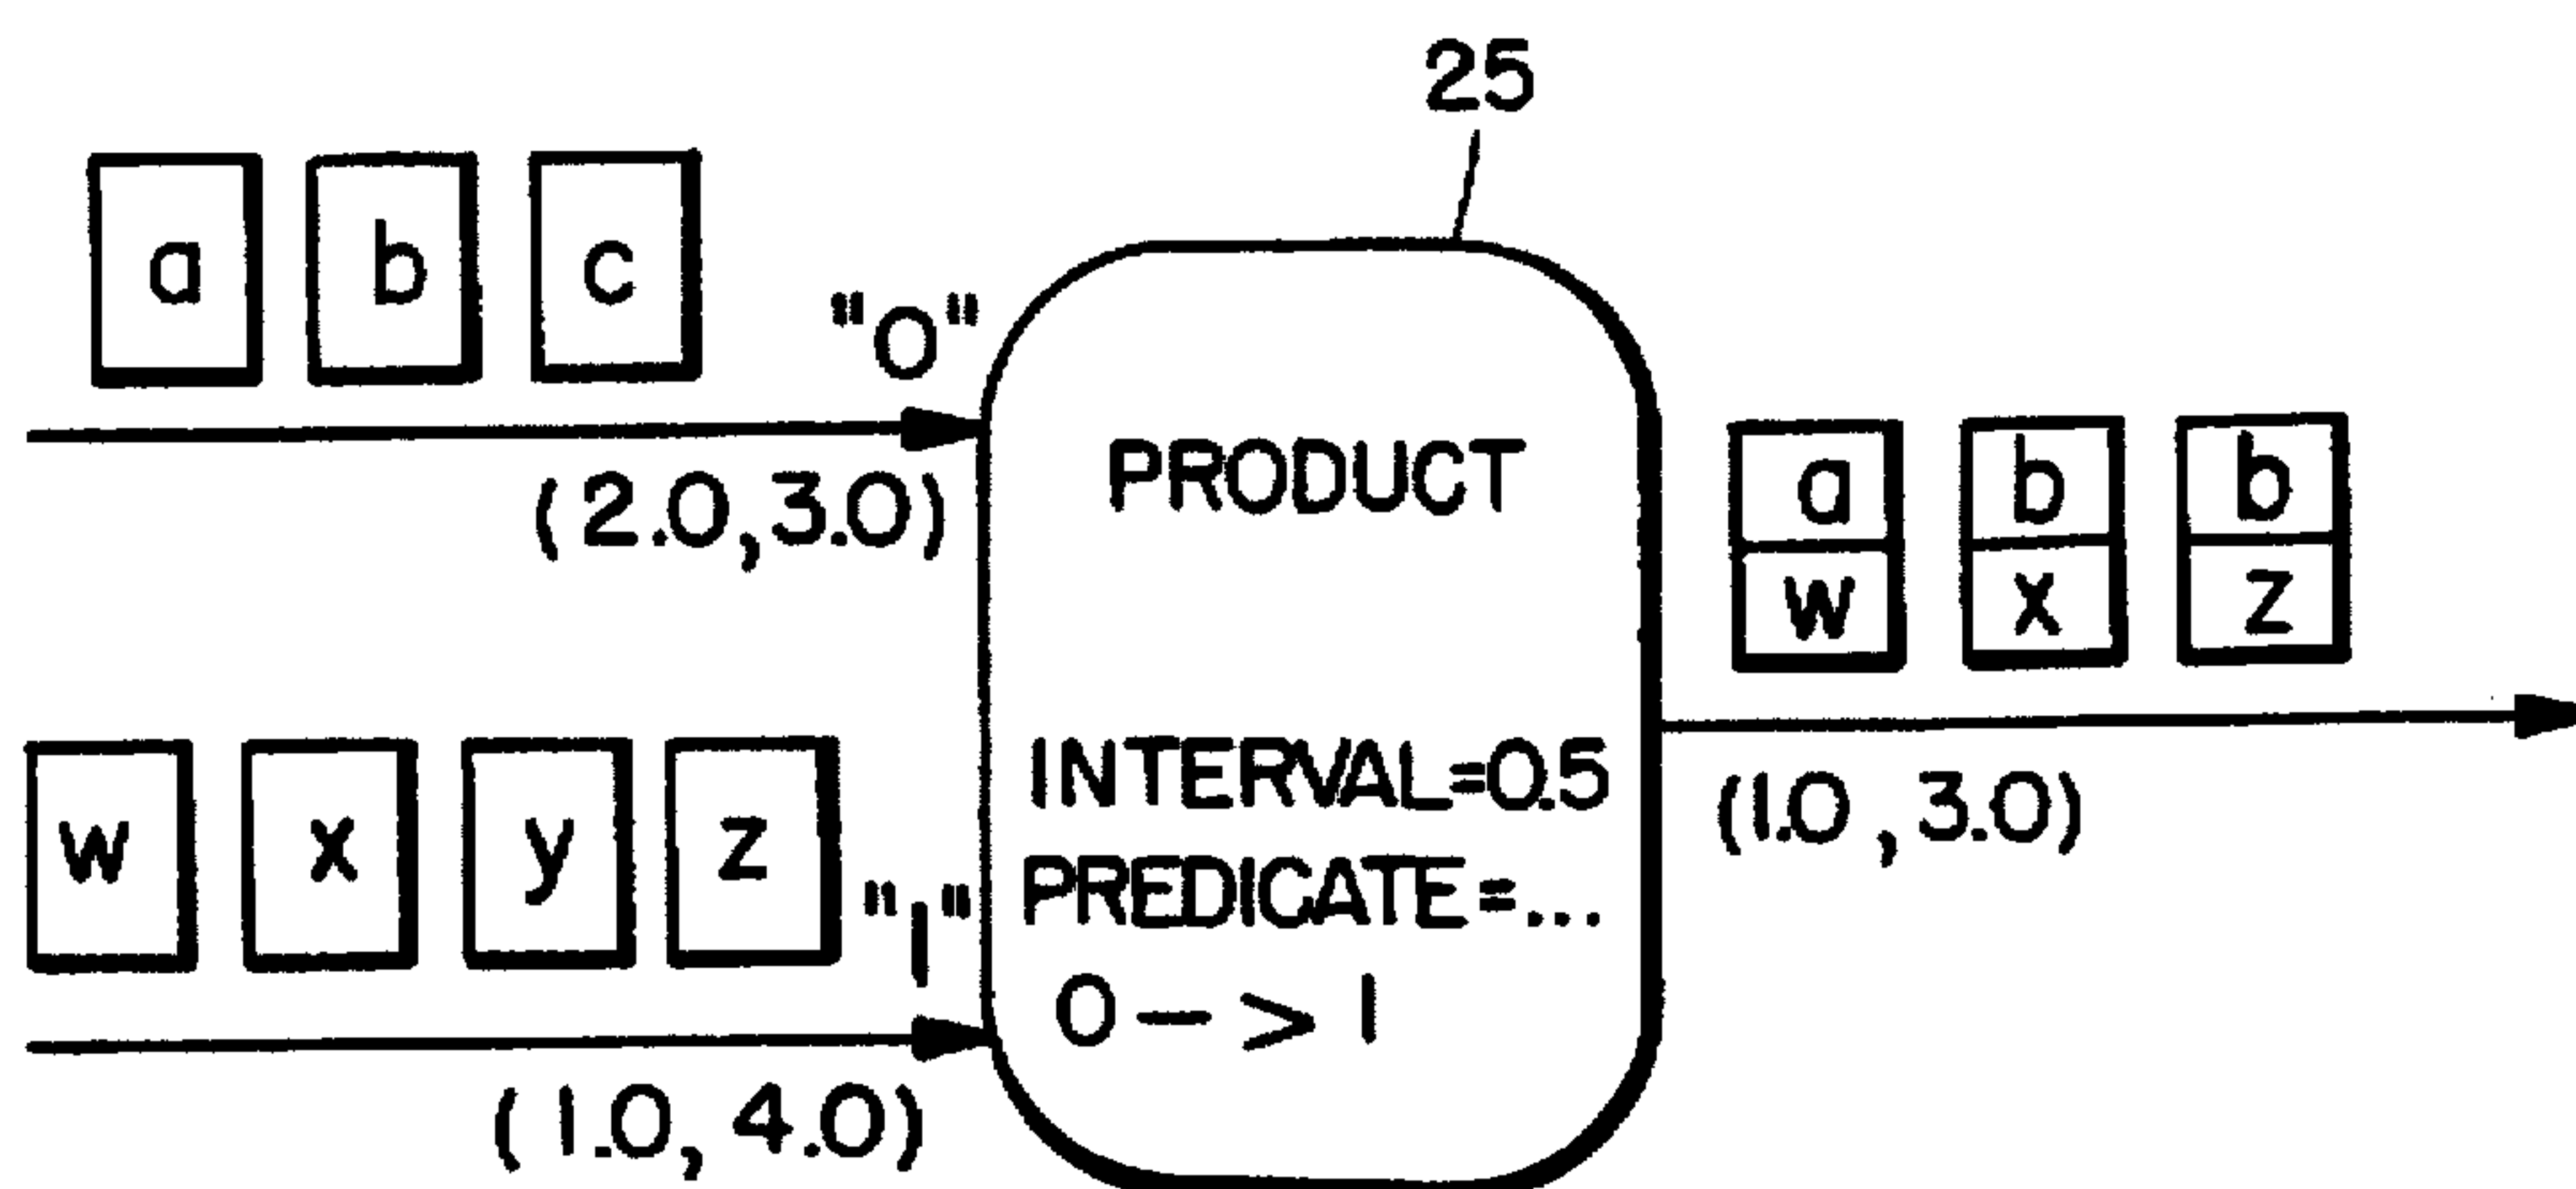 25
a b c
"0"
(2.0,3.0)
PRODUCT
a b b
w x z
INTERVAL=0.5
(1.0,3.0)
w x y z
"1"
PREDICATE=...
0—>1
(1.0,4.0)